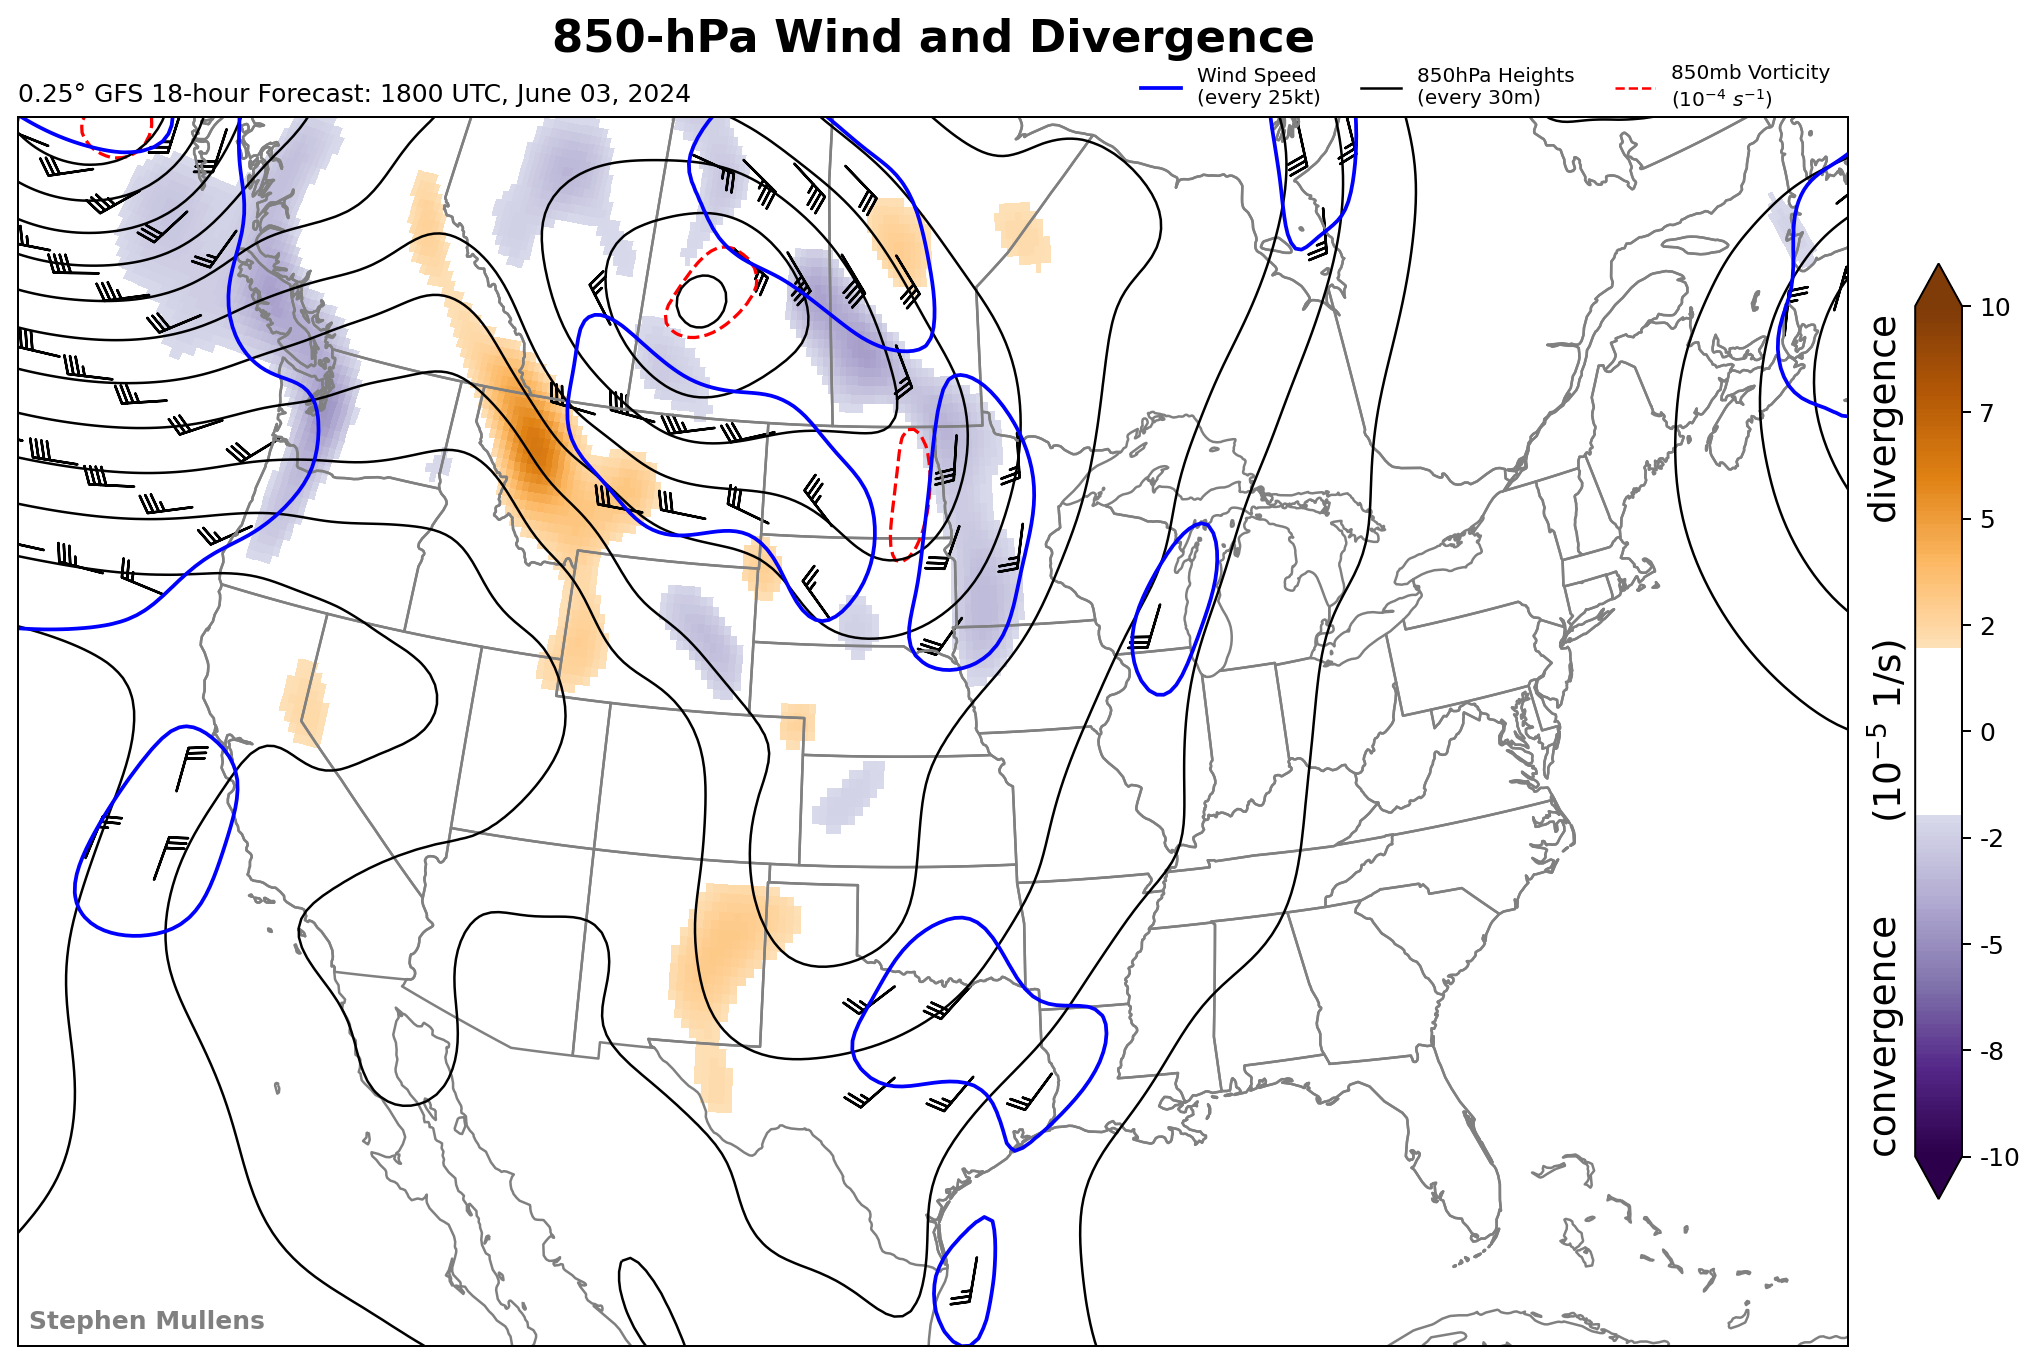 850-hPa Wind and Divergence
0.25° GFS 18-hour Forecast: 1800 UTC, June 03, 2024
Wind Speed
(every 25kt)
850hPa Heights
(every 30m)
850mb Vorticity
(10⁻⁴ s⁻¹)
10
7
5
2
0
-2
-5
-8
-10
convergence (10⁻⁵ 1/s) divergence
Stephen Mullens